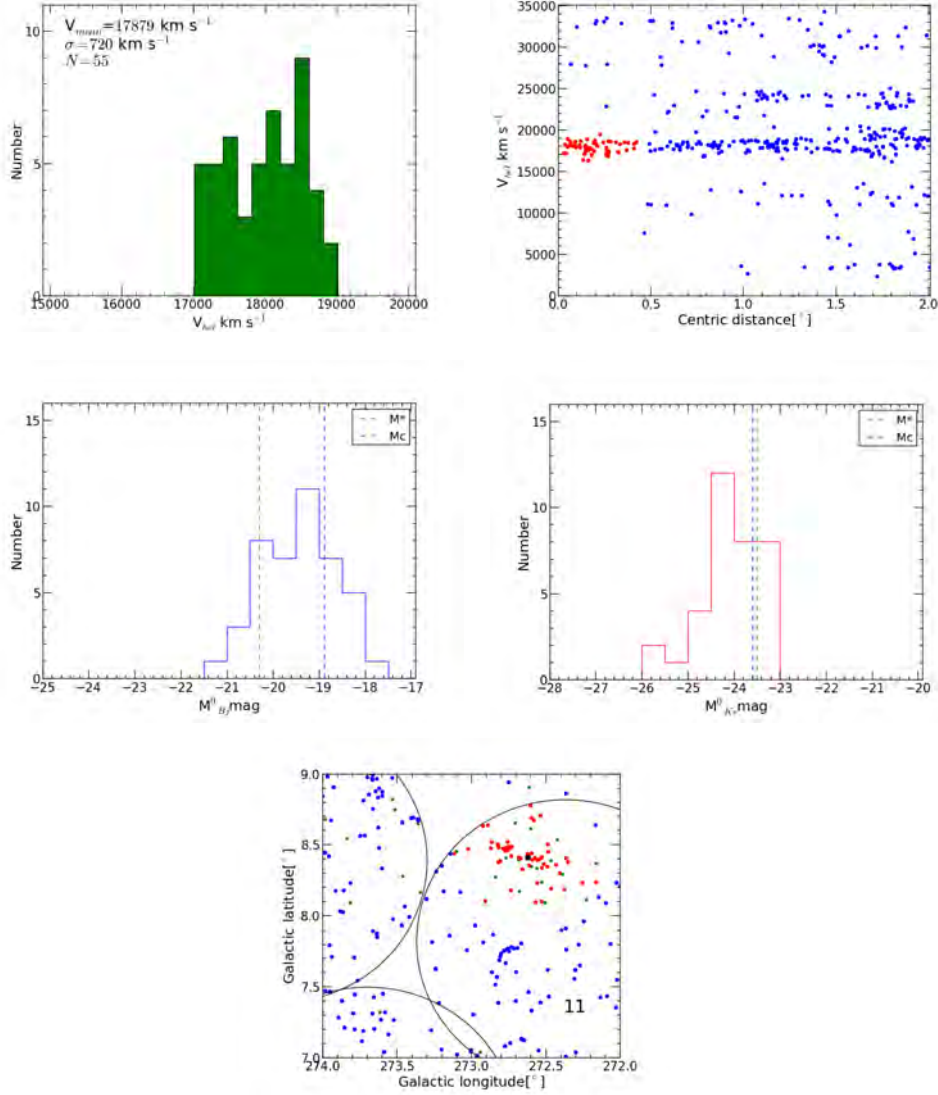 V_mean=17879 km s⁻¹
σ=720 km s⁻¹
N=55
10
5
0
Number
15000 16000 17000 18000 19000 20000
V_hel km s⁻¹
35000
30000
25000
20000
15000
10000
5000
0
V_hel km s⁻¹
0.0 0.5 1.0 1.5 2.0
Centric distance[°]
15
10
5
0
Number
M*
Mc
−25 −24 −23 −22 −21 −20 −19 −18 −17
M⁰_BJ mag
15
10
5
0
Number
M*
Mc
−28 −27 −26 −25 −24 −23 −22 −21 −20
M⁰_Ks mag
9.0
8.5
8.0
7.5
7.0
Galactic latitude[°]
11
274.0 273.5 273.0 272.5 272.0
Galactic longitude[°]